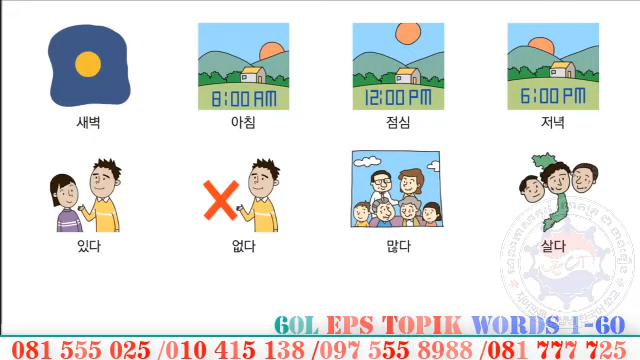 8:00 AM
12:00 PM
6:00 PM
새벽 아침 점심 저녁
있다 없다 많다 살다
60L EPS TOPIK WORDS 1-60
081 555 025 /010 415 138 /097 555 8988 /081 777 725